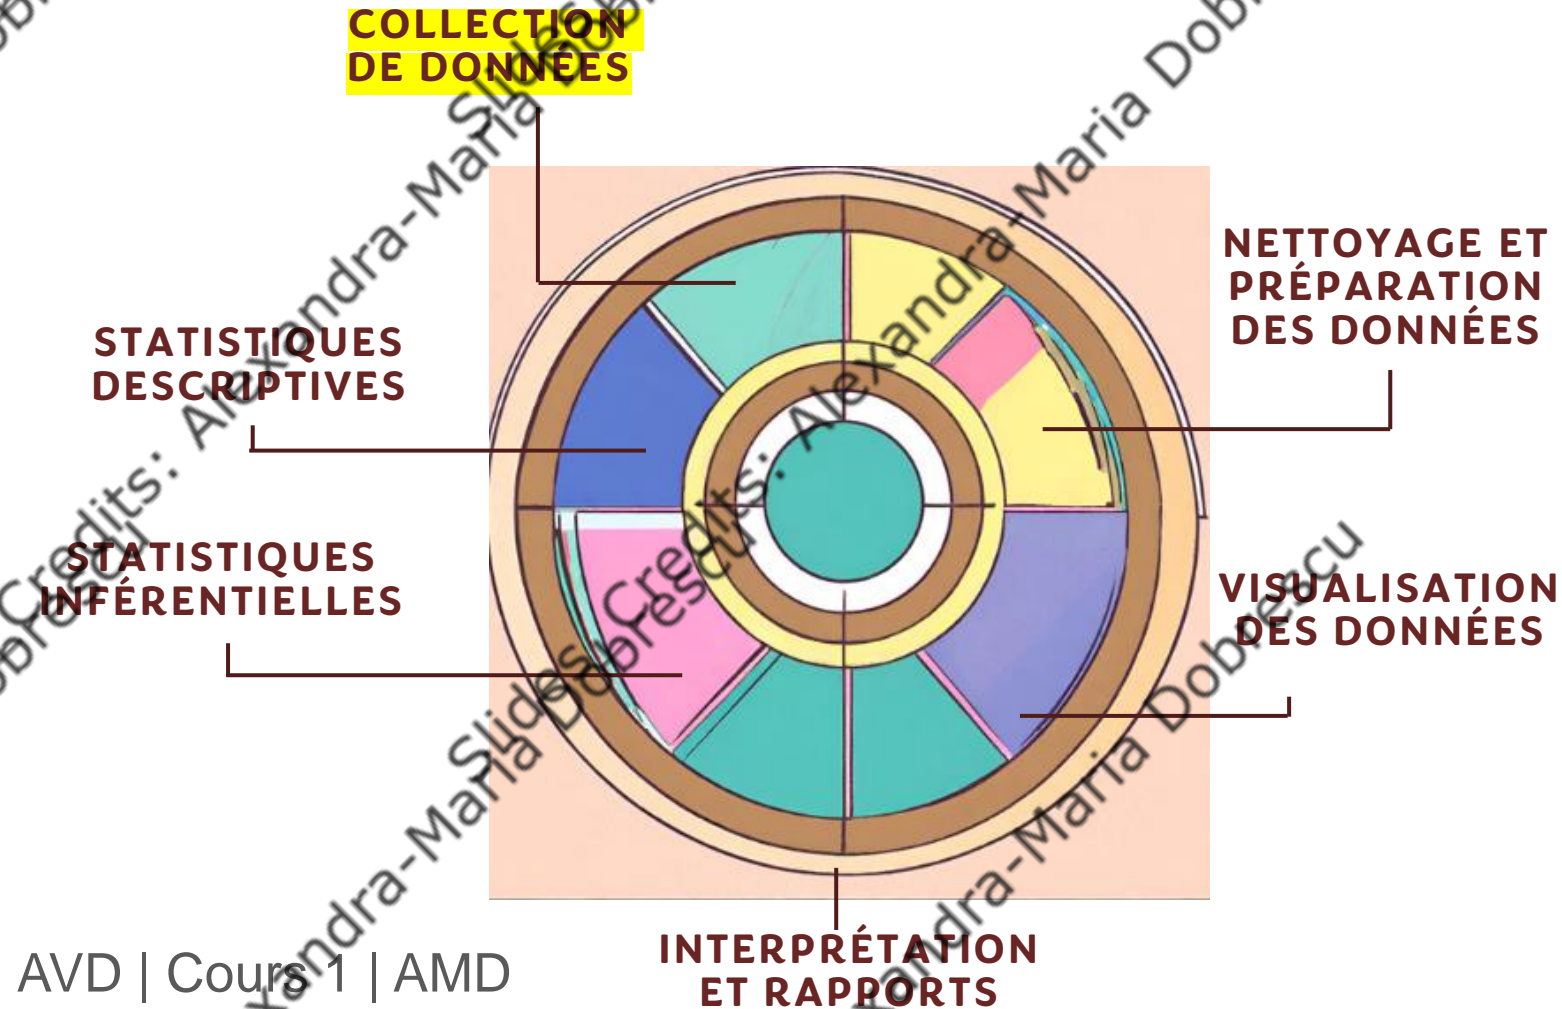 COLLECTION
DE DONNÉES
NETTOYAGE ET
PRÉPARATION
DES DONNÉES
STATISTIQUES
DESCRIPTIVES
STATISTIQUES
INFÉRENTIELLES
VISUALISATION
DES DONNÉES
INTERPRÉTATION
ET RAPPORTS
AVD | Cours 1 | AMD
Slides Credits: Alexandra-Maria Dobrescu